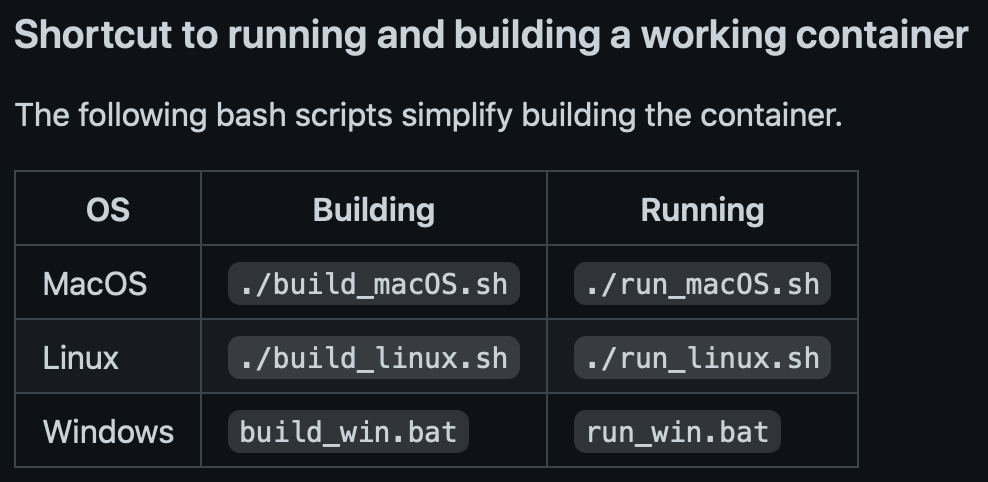 Shortcut to running and building a working container
The following bash scripts simplify building the container.
OS Building Running
MacOS ./build_macOS.sh ./run_macOS.sh
Linux ./build_linux.sh ./run_linux.sh
Windows build_win.bat run_win.bat